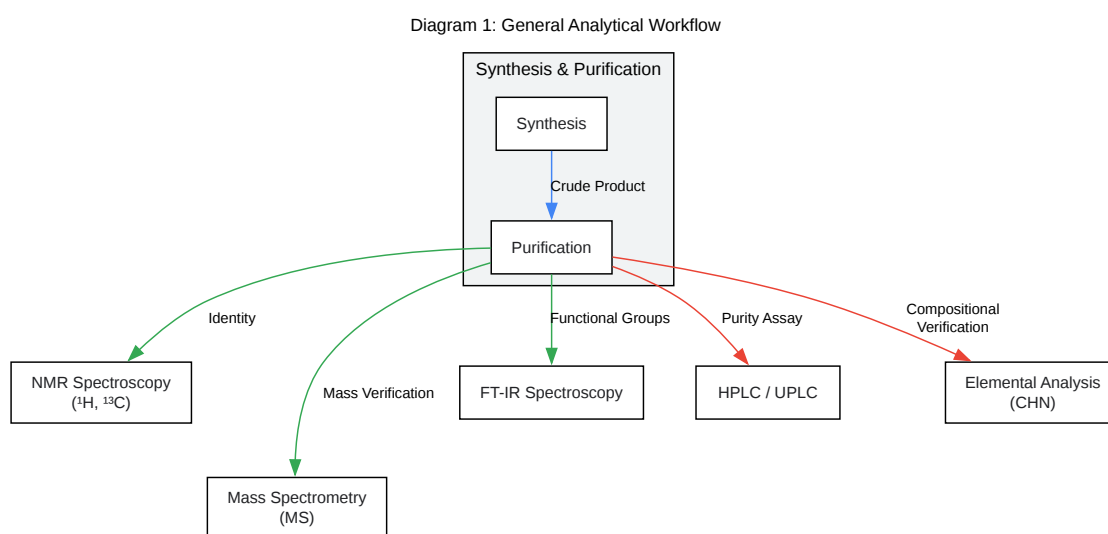 Diagram 1: General Analytical Workflow
Synthesis & Purification
Synthesis
Crude Product
Purification
Identity
Mass Verification
Functional Groups
Purity Assay
Compositional
Verification
NMR Spectroscopy
(¹H, ¹³C)
FT-IR Spectroscopy
HPLC / UPLC
Elemental Analysis
(CHN)
Mass Spectrometry
(MS)